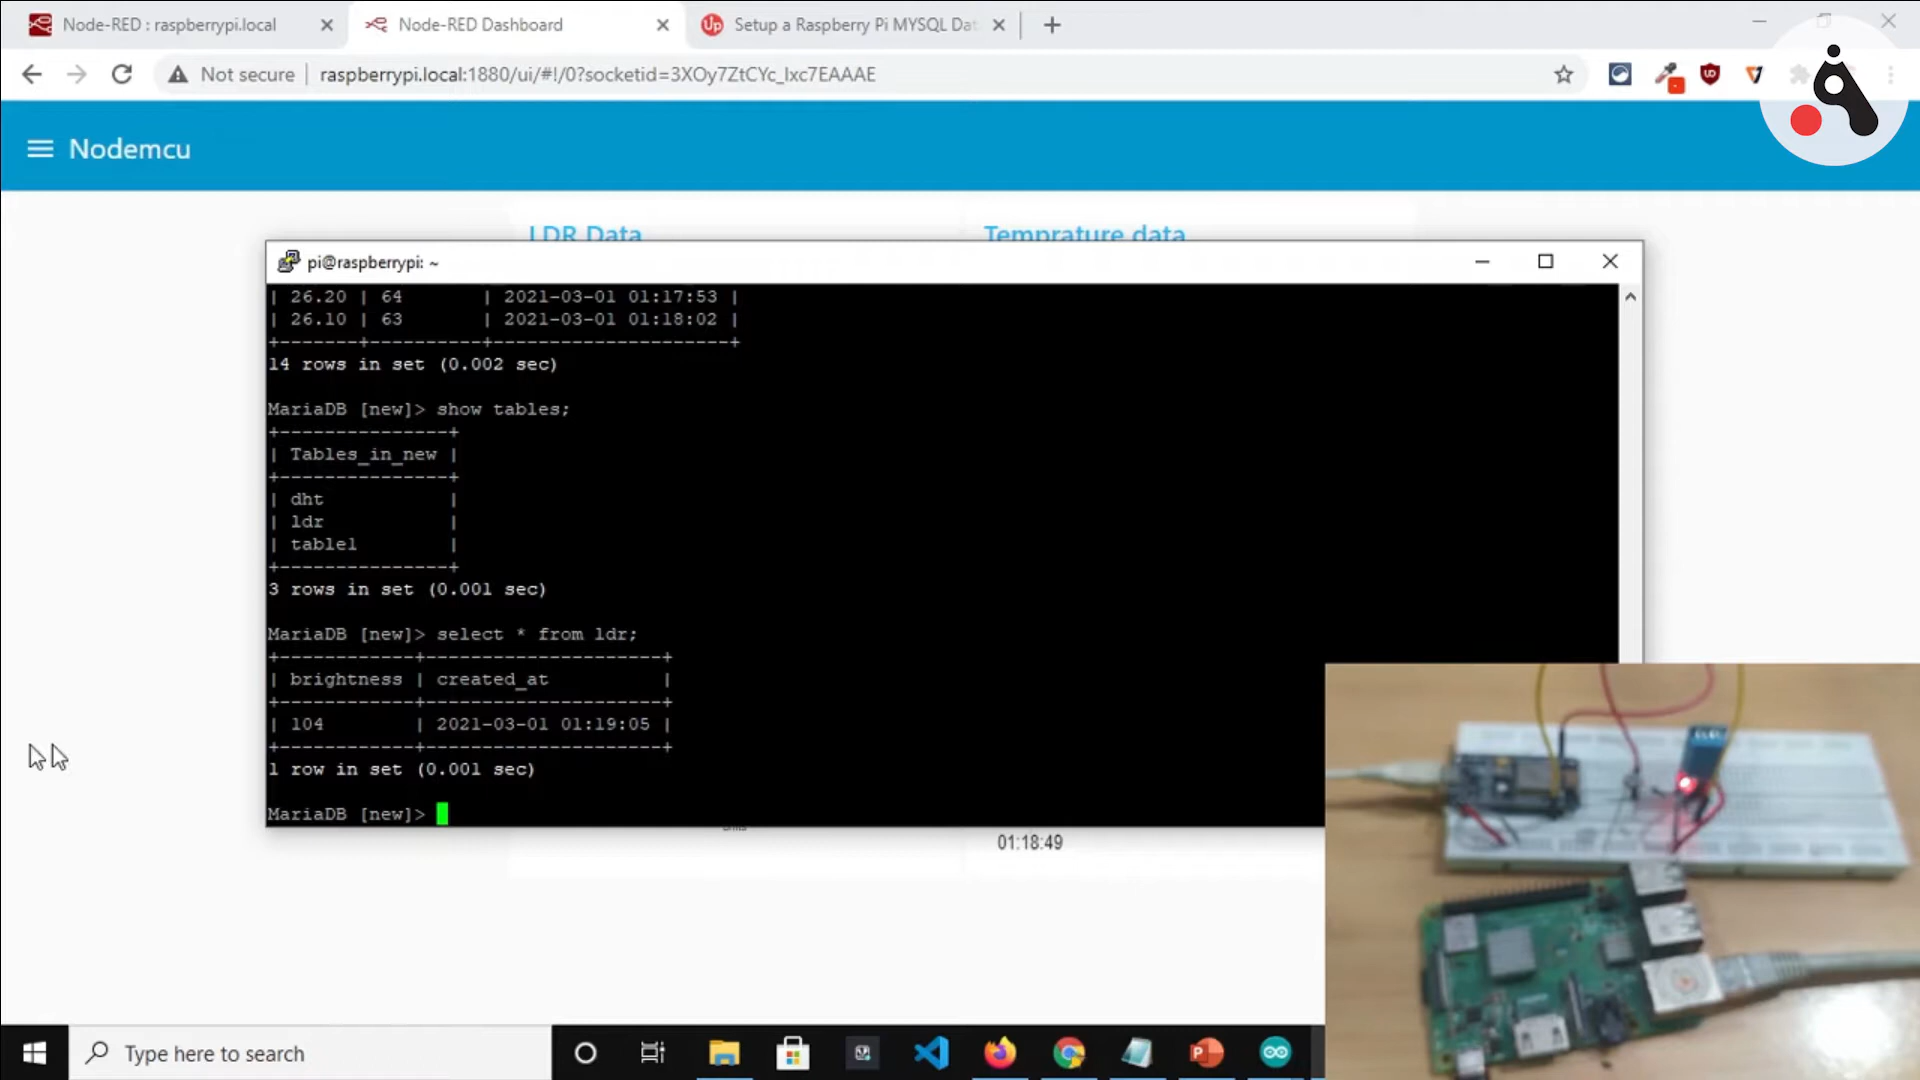 Node-RED : raspberrypi.local
Node-RED Dashboard
Up
Setup a Raspberry Pi MYSQL Dat
Not secure
raspberrypi.local:1880/ui/#!/0?socketid=3XOy7ZtCYc_Ixc7EAAAE
Nodemcu
LDR Data
Temprature data
pi@raspberrypi: ~
| 26.20 | 64 | 2021-03-01 01:17:53 |
| 26.10 | 63 | 2021-03-01 01:18:02 |
+-------+----------+---------------------+
14 rows in set (0.002 sec)
MariaDB [new]> show tables;
+---------------+
| Tables_in_new |
+---------------+
| dht |
| ldr |
| table1 |
+---------------+
3 rows in set (0.001 sec)
MariaDB [new]> select * from ldr;
+------------+---------------------+
| brightness | created_at |
+------------+---------------------+
| 104 | 2021-03-01 01:19:05 |
+------------+---------------------+
1 row in set (0.001 sec)
MariaDB [new]>
01:18:49
Type here to search